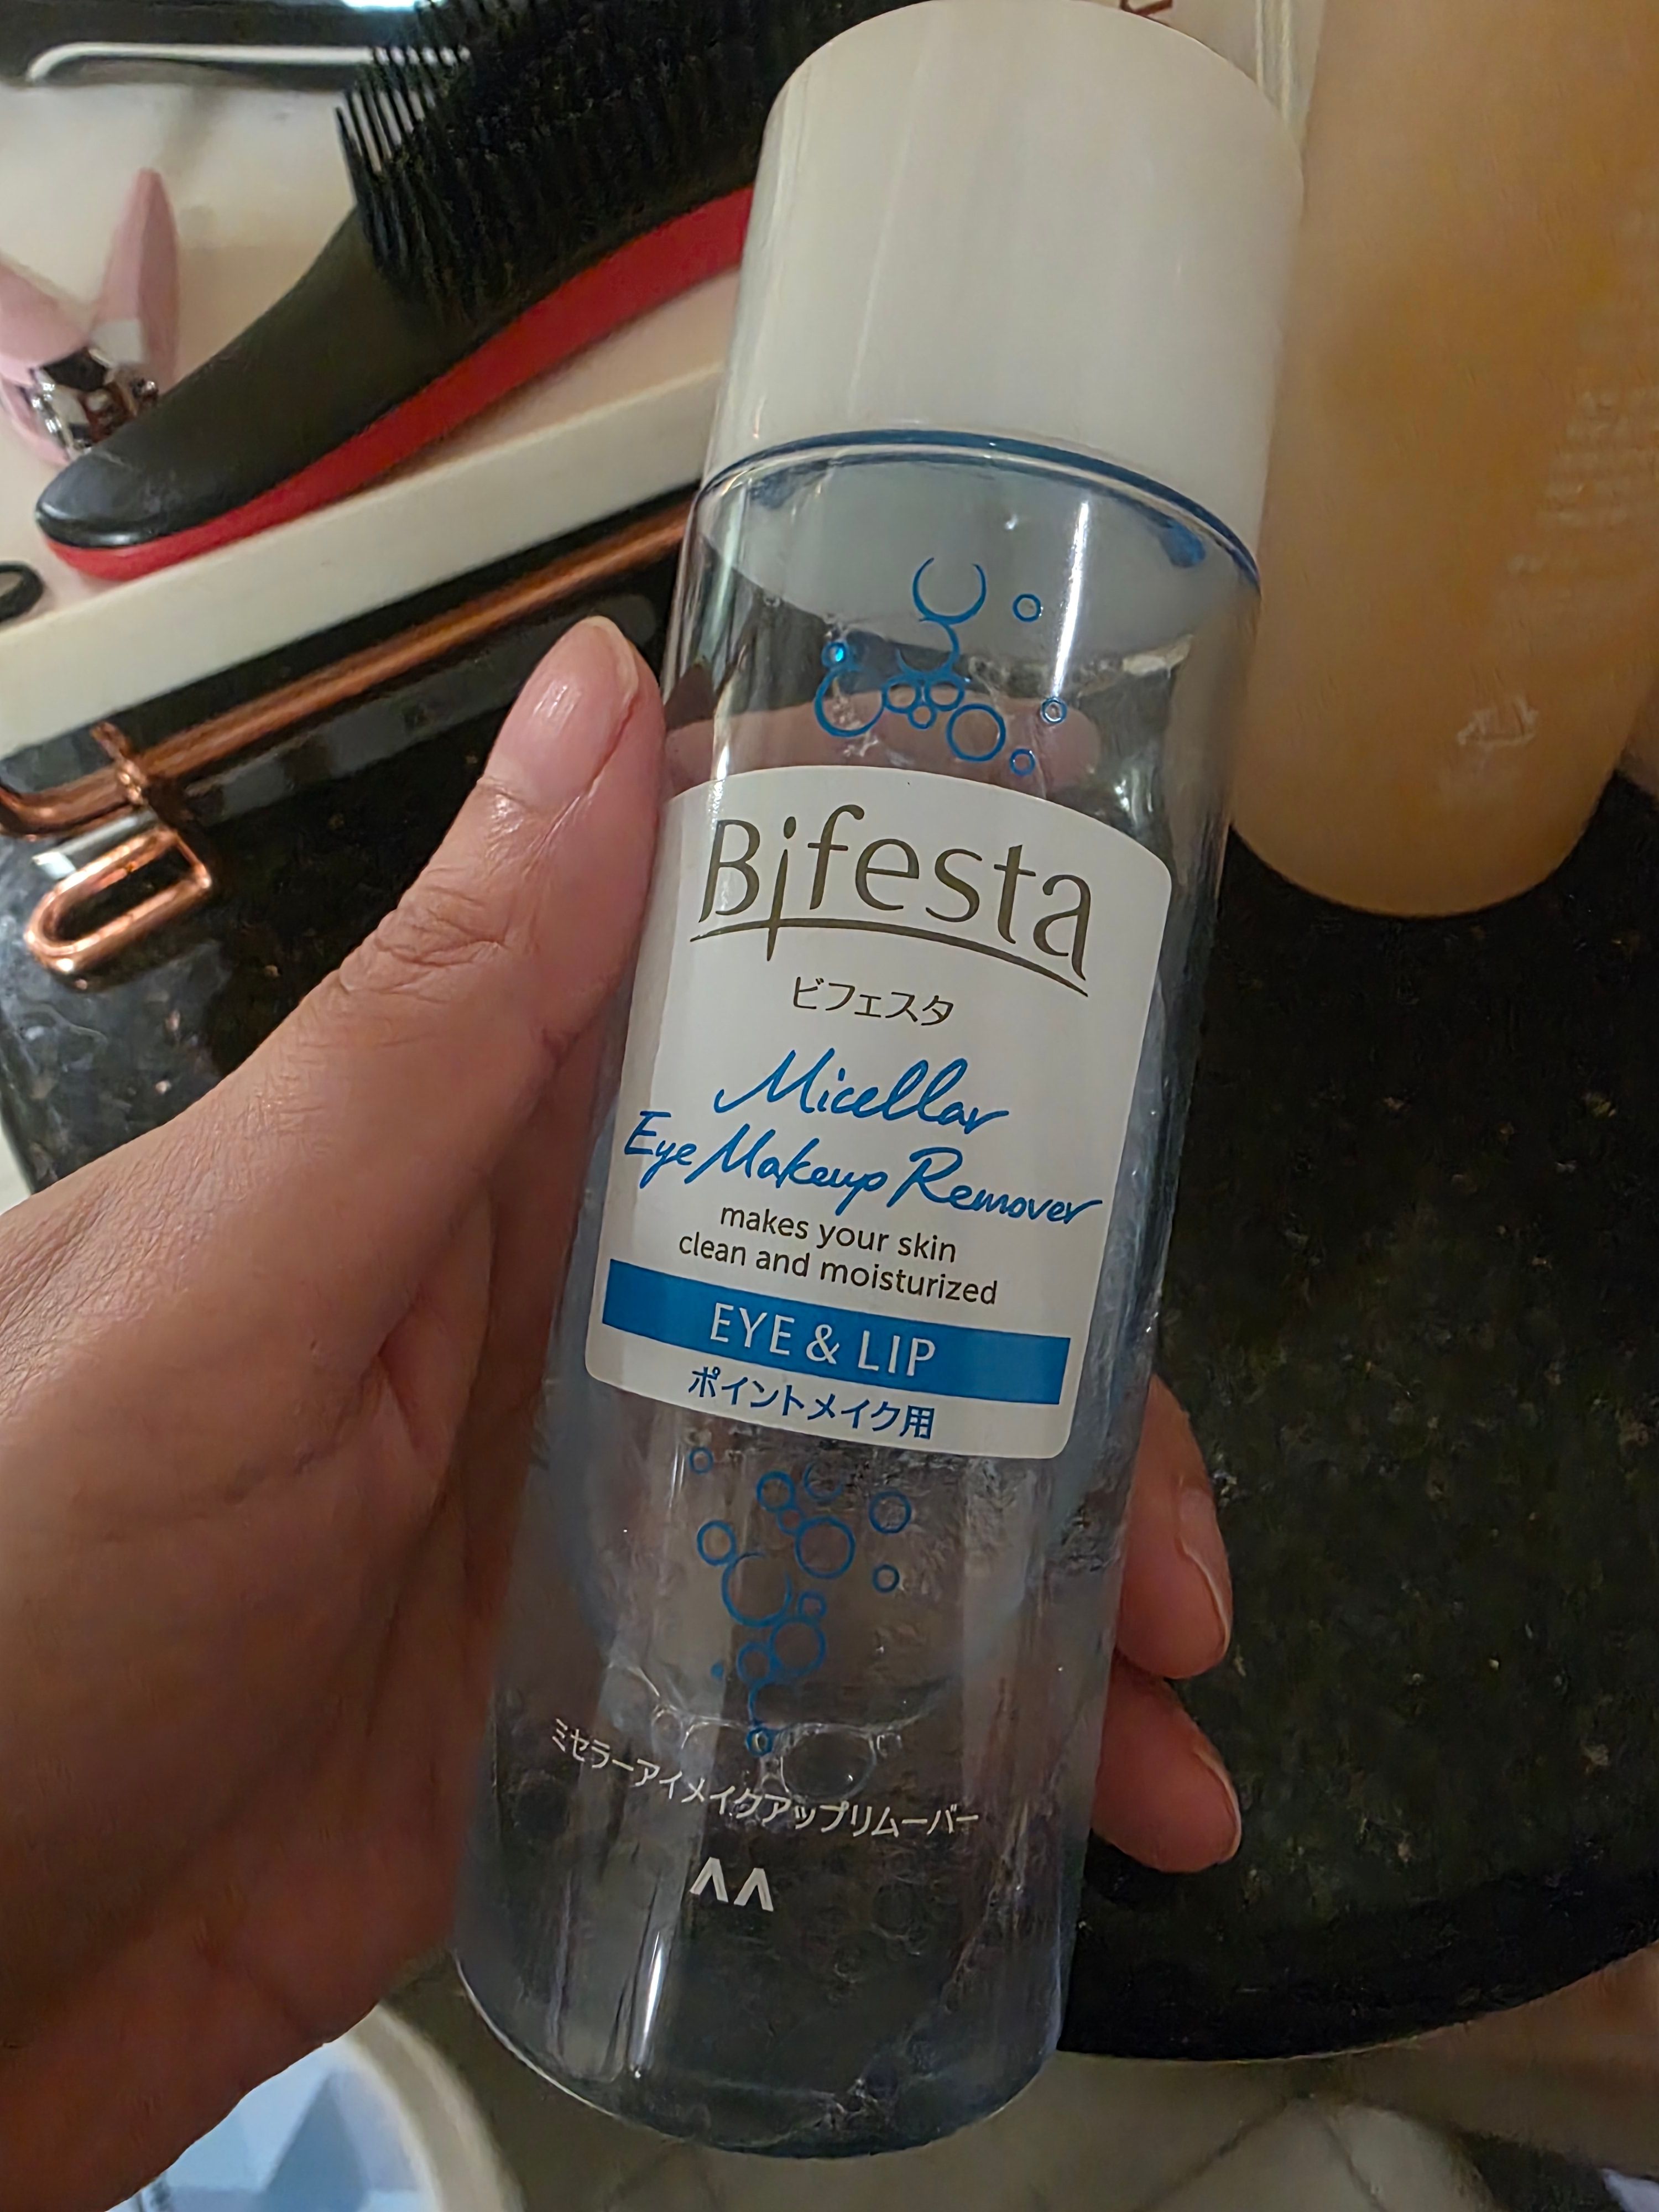 Bifesta
ビフェスタ
Micellar
Eye Makeup Remover
makes your skin
clean and moisturized
EYE & LIP
ポイントメイク用
ミセラーアイメイクアップリムーバー